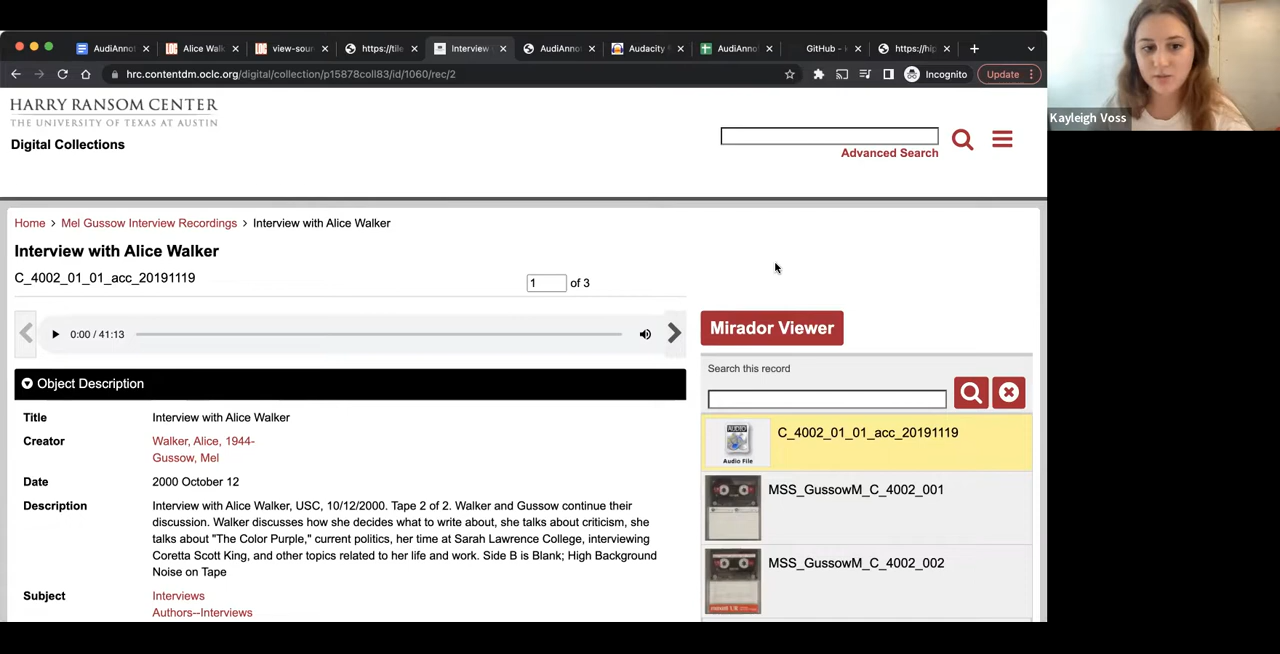 AudiAnno
Alice Walk
view-sour
https://tile
Interview
AudiAnno
Audacity
AudiAnno
GitHub -
https://hip
hrc.contentdm.oclc.org/digital/collection/p15878coll83/id/1060/rec/2
Incognito
Update
Kayleigh Voss
HARRY RANSOM CENTER
THE UNIVERSITY OF TEXAS AT AUSTIN
Digital Collections
Advanced Search
Home > Mel Gussow Interview Recordings > Interview with Alice Walker
Interview with Alice Walker
C_4002_01_01_acc_20191119
1 of 3
0:00 / 41:13
Mirador Viewer
Search this record
Object Description
Title Interview with Alice Walker
Creator Walker, Alice, 1944-
Gussow, Mel
Date 2000 October 12
Description Interview with Alice Walker, USC, 10/12/2000. Tape 2 of 2. Walker and Gussow continue their
discussion. Walker discusses how she decides what to write about, she talks about criticism, she
talks about "The Color Purple," current politics, her time at Sarah Lawrence College, interviewing
Coretta Scott King, and other topics related to her life and work. Side B is Blank; High Background
Noise on Tape
Subject Interviews
Authors--Interviews
AUDIO
Audio File
C_4002_01_01_acc_20191119
MSS_GussowM_C_4002_001
MSS_GussowM_C_4002_002